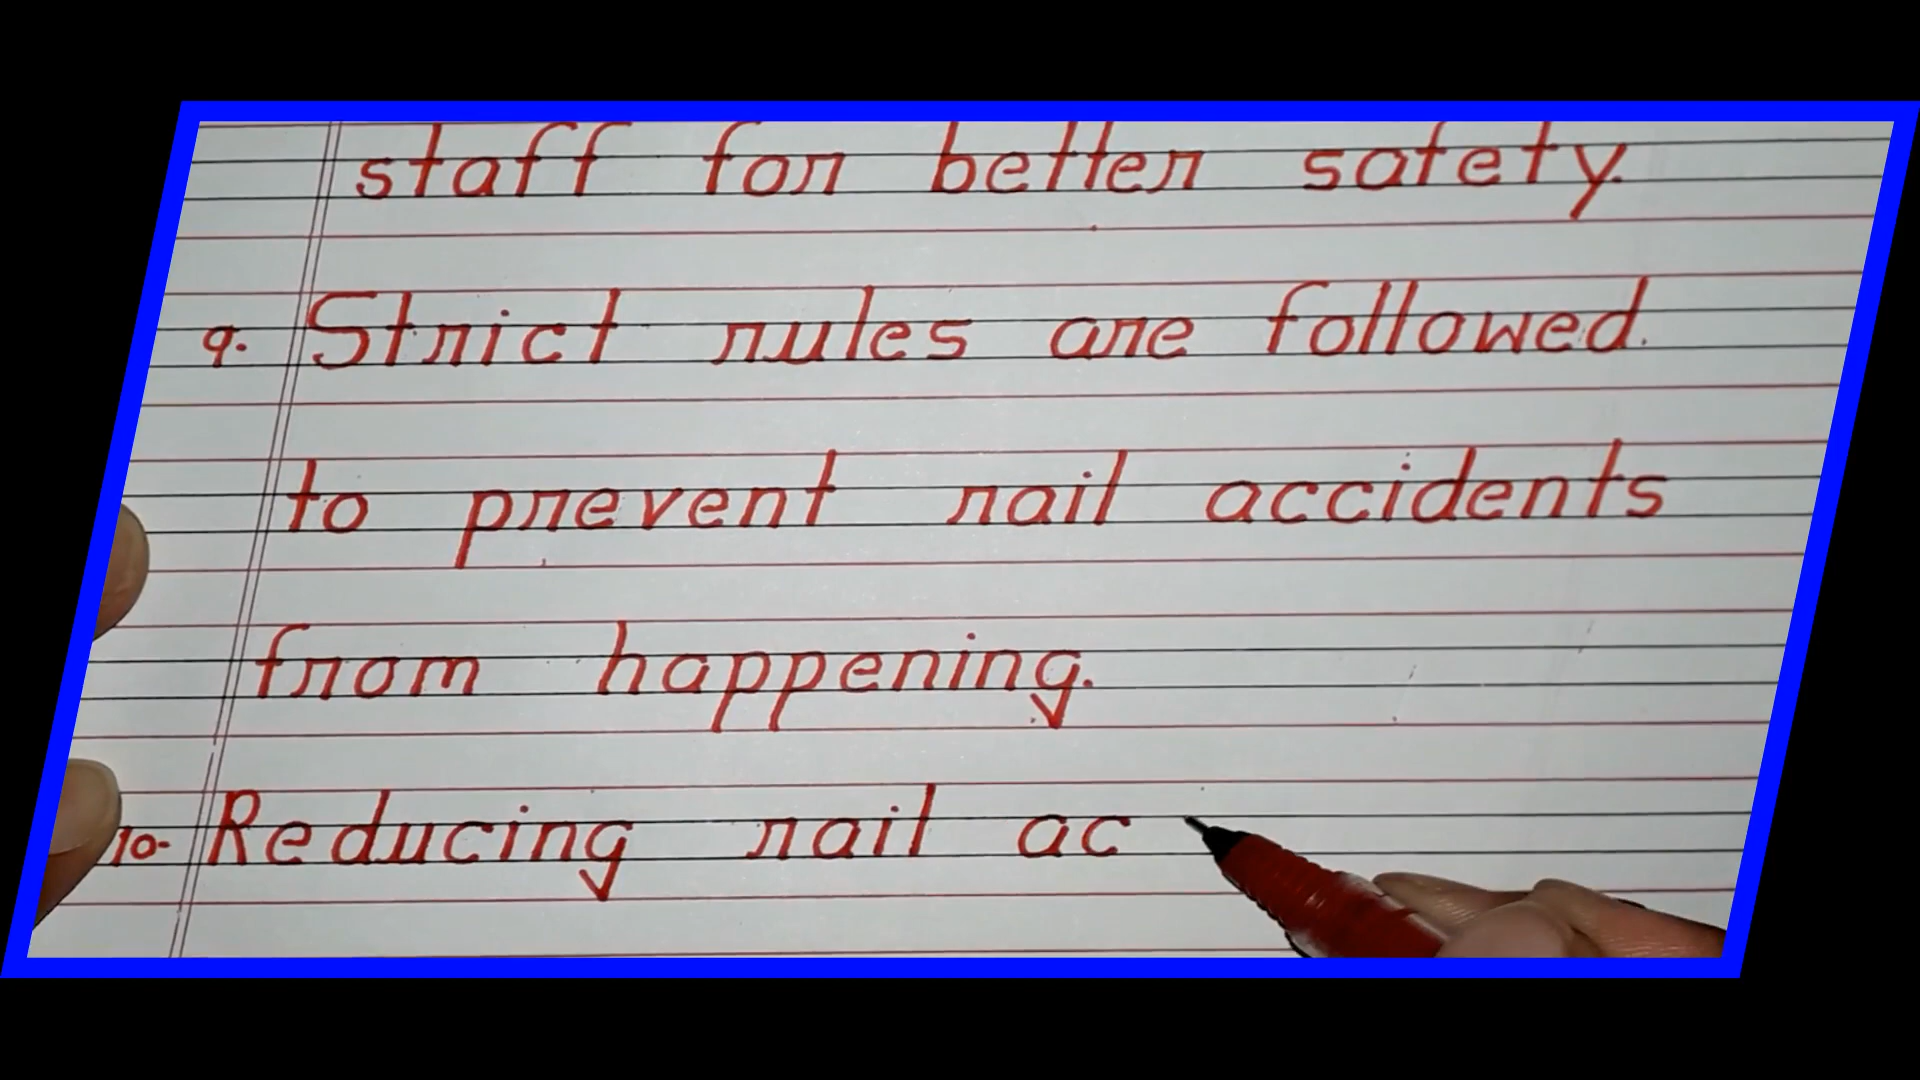 staff for better safety.
9. Strict rules are followed.
to prevent rail accidents
from happening.
10. Reducing rail ac